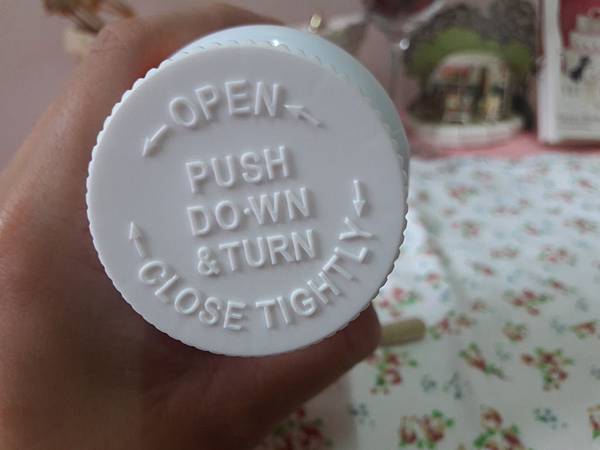 OPEN
PUSH
DO·WN
&TURN
CLOSE TIGHTLY